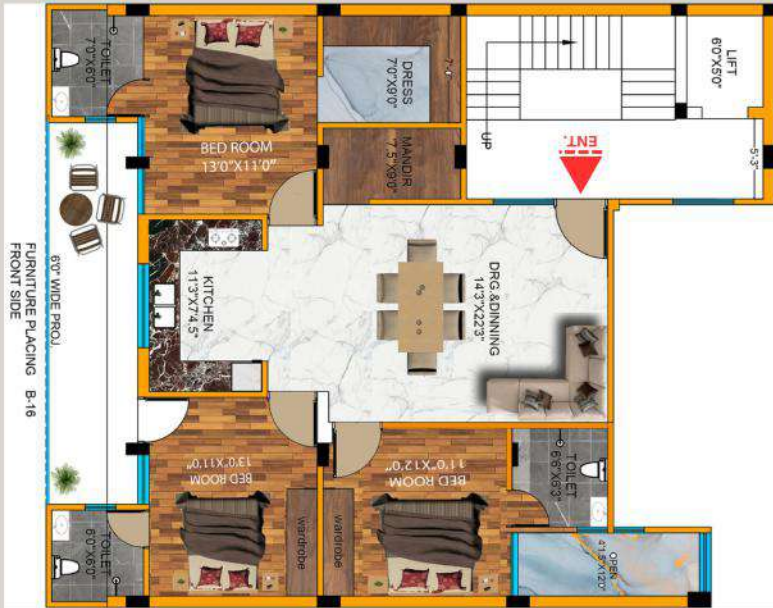 TOILET
7'0"X6'0"
BED ROOM
13'0"X11'0"
DRESS
7'0"X9'0"
MANDIR
7'.5"X9'0"
UP
ENT.
LIFT
6'0"X5'0"
5'3"
KITCHEN
11'3"X7'4.5"
DRG.&DINNING
14'3"X22'3"
6'0" WIDE PROJ.
FURNITURE PLACING B-16
FRONT SIDE
BED ROOM
13'0"X11'0"
wardrobe
TOILET
6'0"X6'0"
BED ROOM
11'0"X12'0"
wardrobe
TOILET
6'6"X6'3"
OPEN
4'1.5"X12'0"